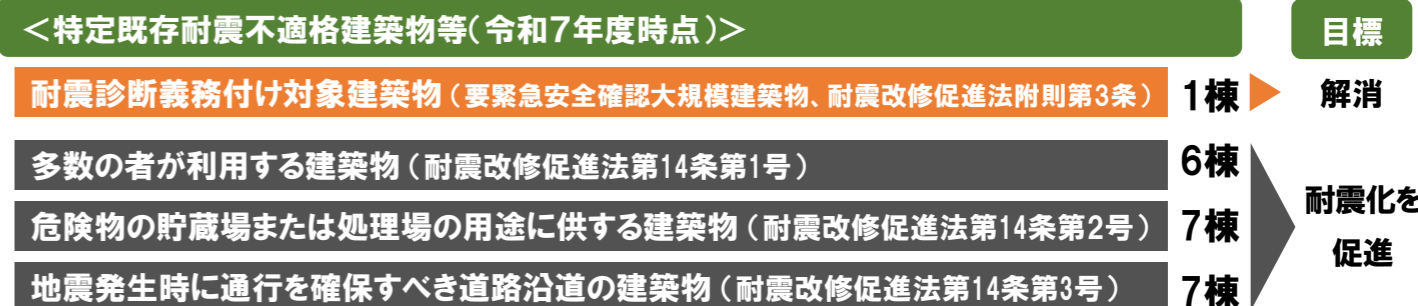 ＜特定既存耐震不適格建築物等（令和7年度時点）＞
目標
耐震診断義務付け対象建築物（要緊急安全確認大規模建築物、耐震改修促進法附則第3条）
1棟
解消
多数の者が利用する建築物（耐震改修促進法第14条第1号）
6棟
危険物の貯蔵場または処理場の用途に供する建築物（耐震改修促進法第14条第2号）
7棟
地震発生時に通行を確保すべき道路沿道の建築物（耐震改修促進法第14条第3号）
7棟
耐震化を
促進